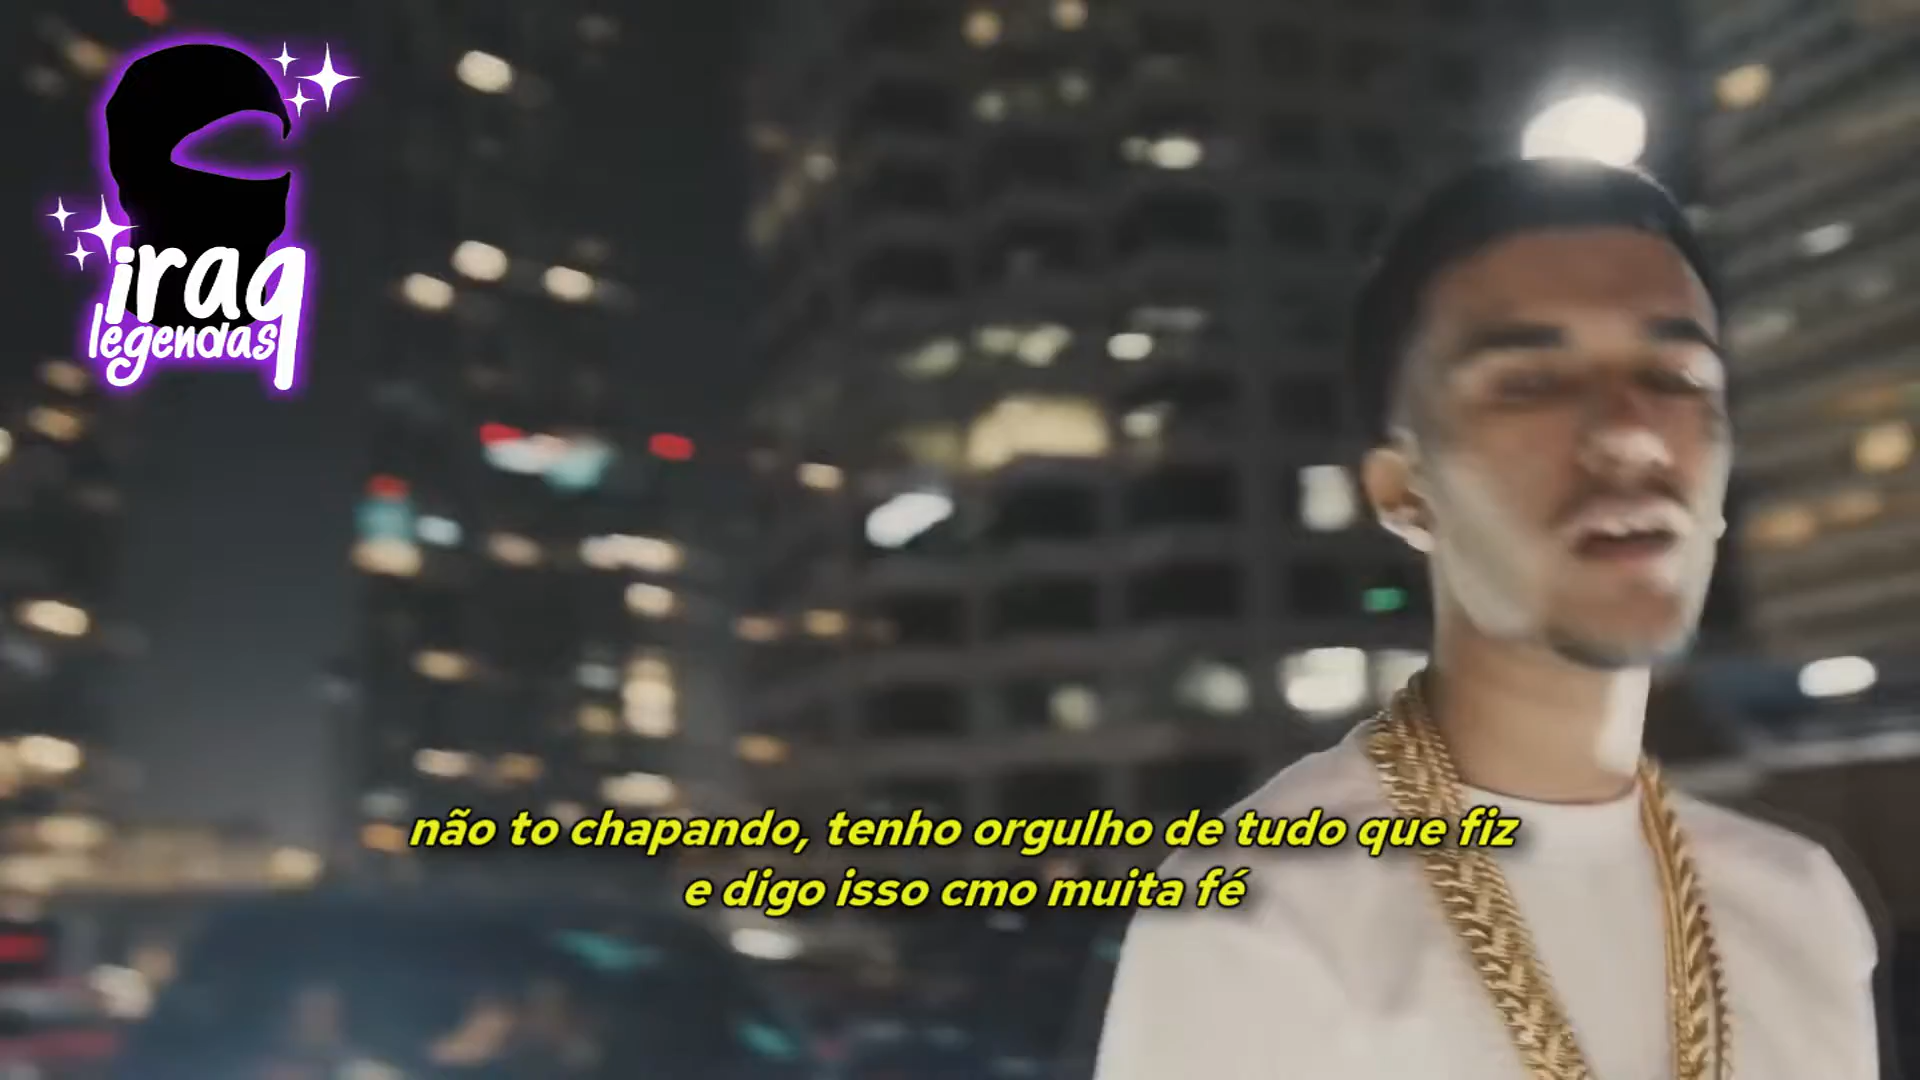 iraq
legendas
não to chapando, tenho orgulho de tudo que fiz
e digo isso cmo muita fé